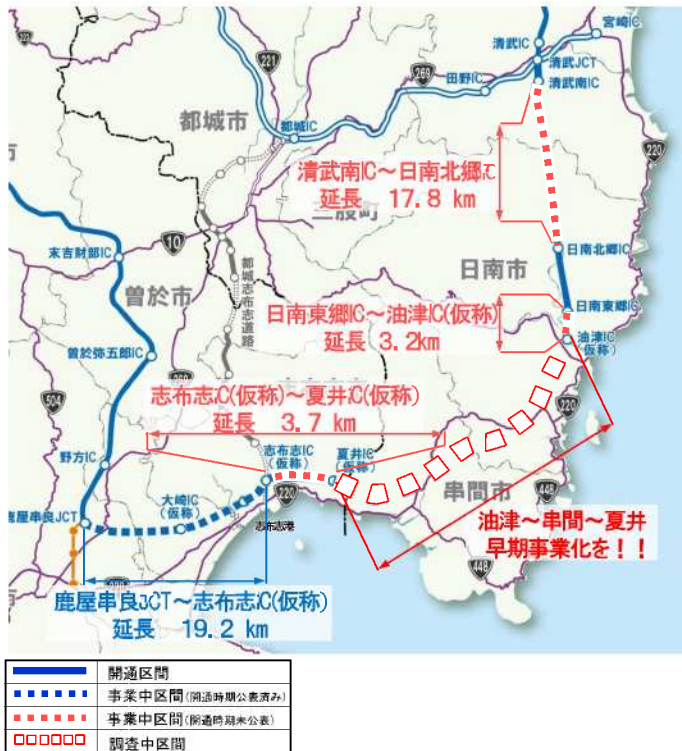 宮崎IC
清武IC
清武JCT
清武南IC
田野IC
221
269
都城市
都城IC
220
清武南IC～日南北郷IC
延長 17.8 km
三股町
10
末吉財部IC
曽於市
都城志布志道路
日南市
日南北郷IC
日南東郷IC
日南東郷IC～油津IC(仮称)
延長 3.2km
油津IC
(仮称)
曽於弥五郎IC
志布志IC(仮称)～夏井IC(仮称)
延長 3.7 km
504
220
野方IC
志布志IC
(仮称)
夏井IC
(仮称)
大崎IC
(仮称)
220
志布志港
串間市
448
鹿屋串良JCT
油津～串間～夏井
早期事業化を！！
448
鹿屋串良JCT～志布志IC(仮称)
延長 19.2 km
開通区間
事業中区間(開通時期公表済み)
事業中区間(開通時期未公表)
調査中区間